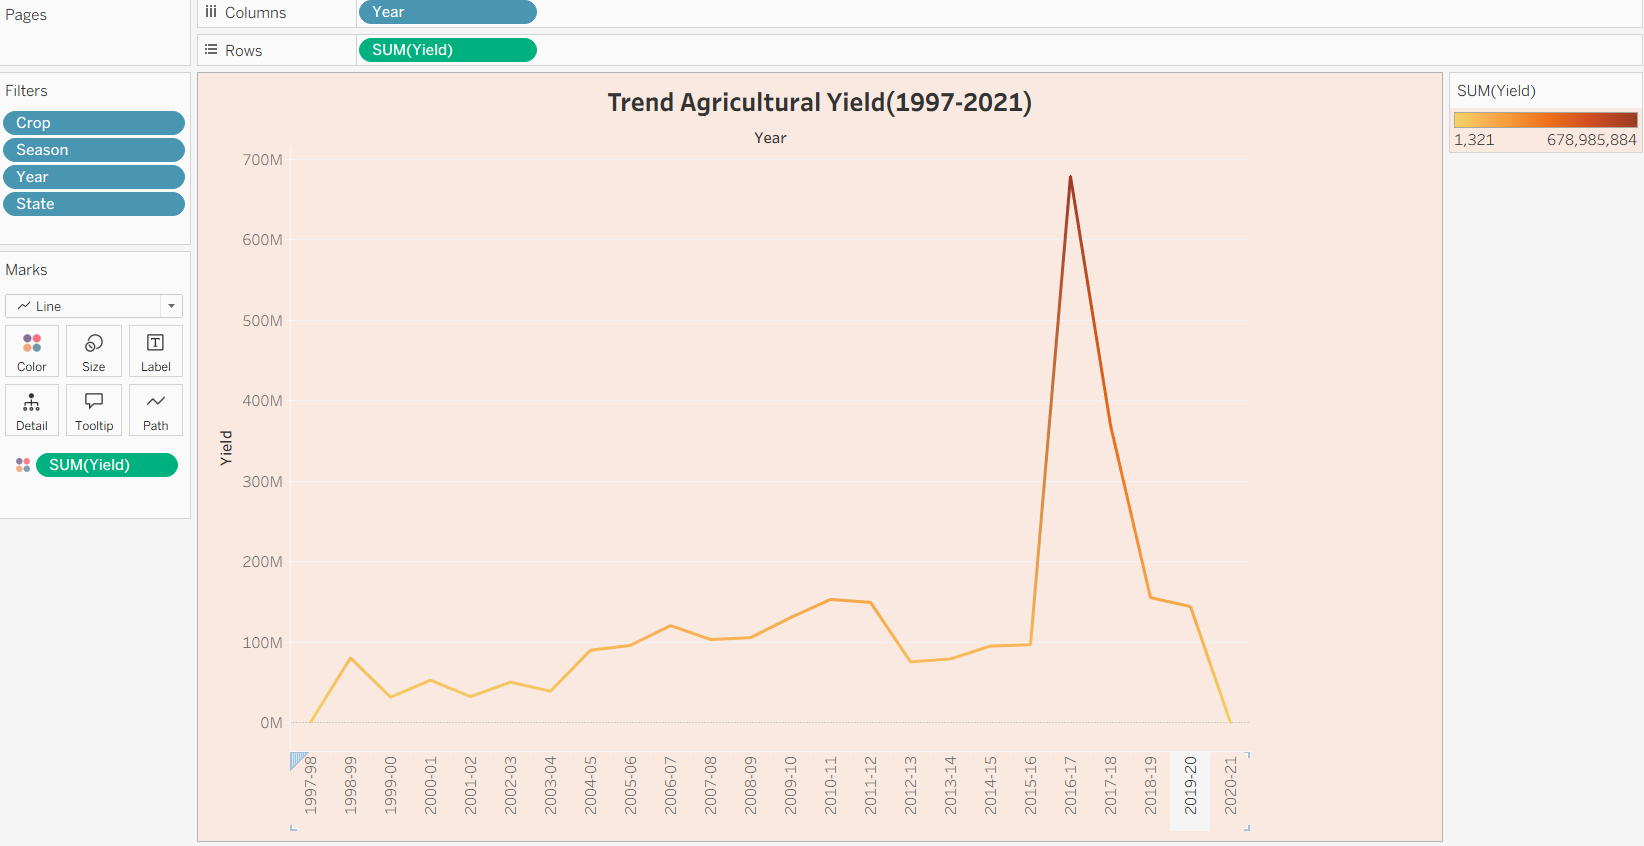 Pages
Columns
Year
Rows
SUM(Yield)
Filters
Crop
Season
Year
State
Marks
Line
Color
Size
Label
Detail
Tooltip
Path
SUM(Yield)
Trend Agricultural Yield(1997-2021)
Year
Yield
700M
600M
500M
400M
300M
200M
100M
0M
1997-98
1998-99
1999-00
2000-01
2001-02
2002-03
2003-04
2004-05
2005-06
2006-07
2007-08
2008-09
2009-10
2010-11
2011-12
2012-13
2013-14
2014-15
2015-16
2016-17
2017-18
2018-19
2019-20
2020-21
SUM(Yield)
1,321 678,985,884